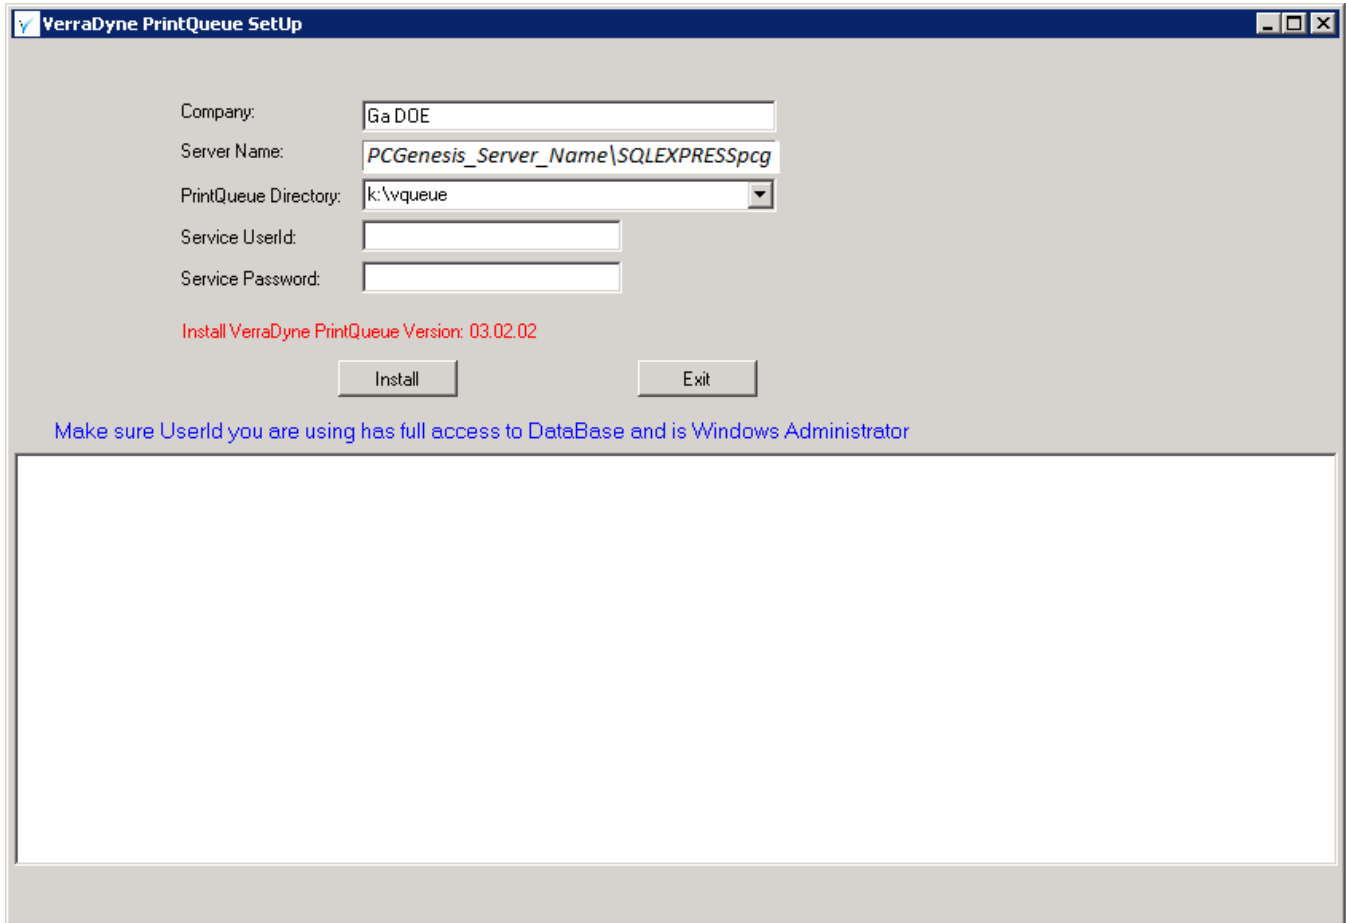 VerraDyne PrintQueue SetUp
Company: Ga DOE
Server Name: PCGenesis_Server_Name\SQLEXPRESSpcg
PrintQueue Directory: k:\vqueue
Service UserId:
Service Password:
Install VerraDyne PrintQueue Version: 03.02.02
Install Exit
Make sure UserId you are using has full access to DataBase and is Windows Administrator